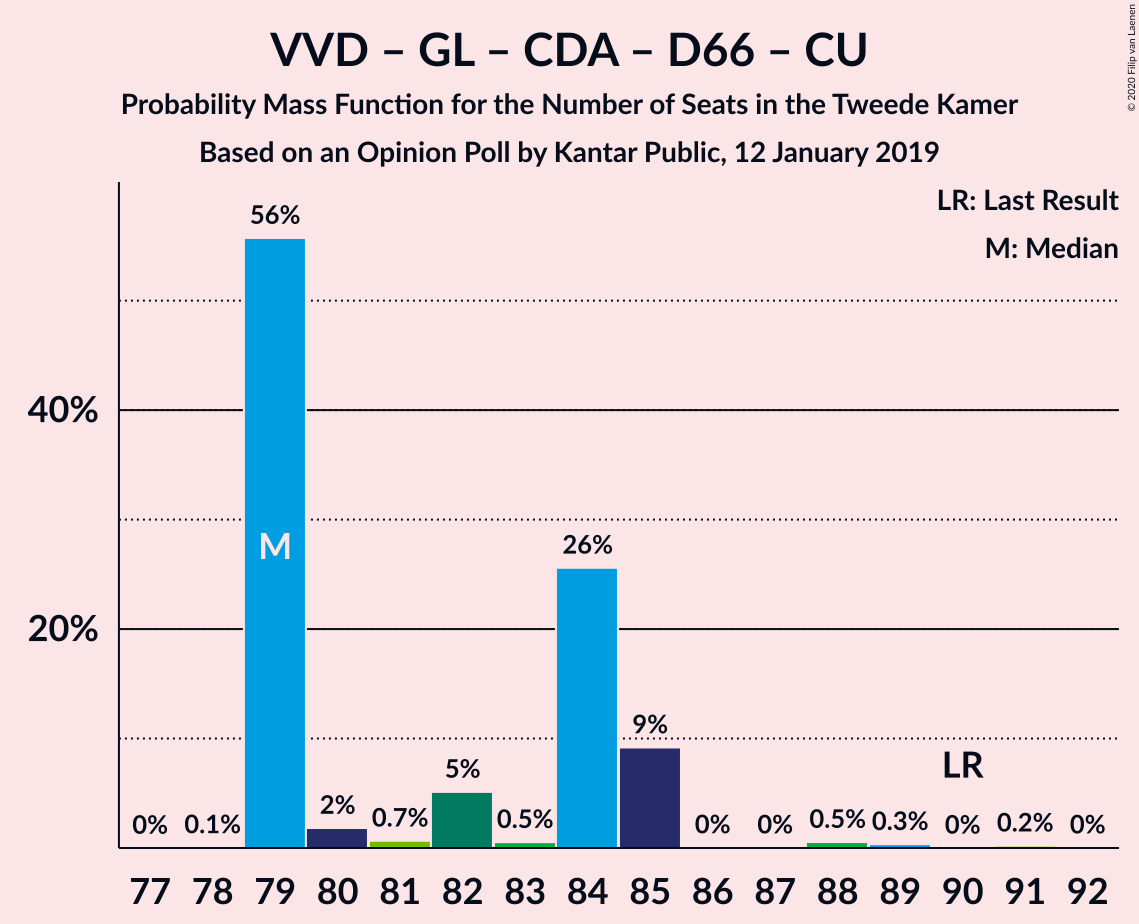 VVD – GL – CDA – D66 – CU
Probability Mass Function for the Number of Seats in the Tweede Kamer
Based on an Opinion Poll by Kantar Public, 12 January 2019
© 2020 Filip van Laenen
LR: Last Result
M: Median
56%
40%
M
26%
20%
9%
LR
5%
0% 0.1% 2% 0.7% 0.5% 0% 0% 0.5% 0.3% 0% 0.2% 0%
77 78 79 80 81 82 83 84 85 86 87 88 89 90 91 92